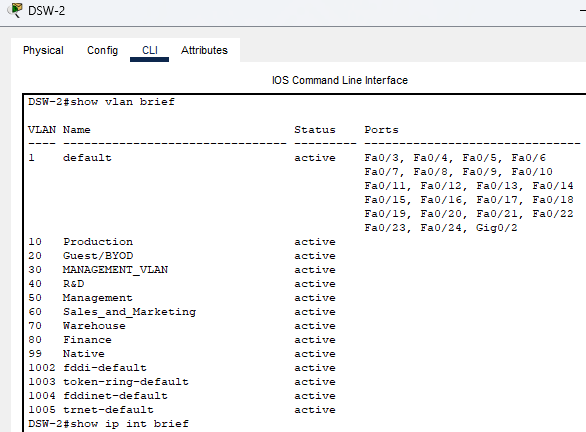 DSW-2
Physical Config CLI Attributes
IOS Command Line Interface
DSW-2#show vlan brief
VLAN Name Status Ports
---- -------------------------------- --------- -------------------------------
1 default active Fa0/3, Fa0/4, Fa0/5, Fa0/6
Fa0/7, Fa0/8, Fa0/9, Fa0/10
Fa0/11, Fa0/12, Fa0/13, Fa0/14
Fa0/15, Fa0/16, Fa0/17, Fa0/18
Fa0/19, Fa0/20, Fa0/21, Fa0/22
Fa0/23, Fa0/24, Gig0/2
10 Production active
20 Guest/BYOD active
30 MANAGEMENT_VLAN active
40 R&D active
50 Management active
60 Sales_and_Marketing active
70 Warehouse active
80 Finance active
99 Native active
1002 fddi-default active
1003 token-ring-default active
1004 fddinet-default active
1005 trnet-default active
DSW-2#show ip int brief